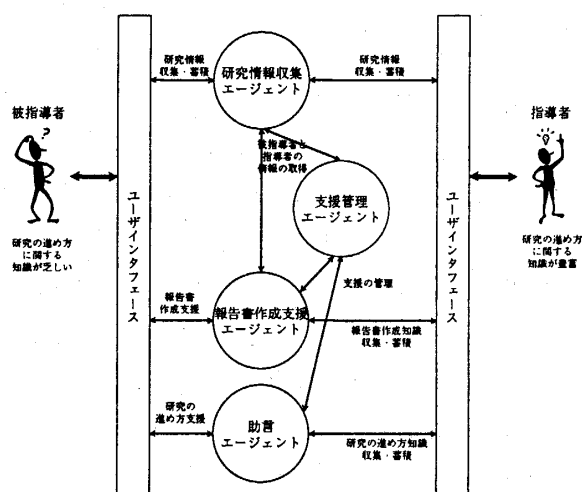 被指導者
?
研究の進め方
に関する
知識が乏しい
ユーザインタフェース
研究情報
収集・蓄積
研究情報収集
エージェント
研究情報
収集・蓄積
被指導者と
指導者の
情報の取得
支援管理
エージェント
支援の管理
報告書
作成支援
報告書作成支援
エージェント
報告書作成知識
収集・蓄積
研究の
進め方支援
助言
エージェント
研究の進め方知識
収集・蓄積
ユーザインタフェース
指導者
研究の進め方
に関する
知識が豊富